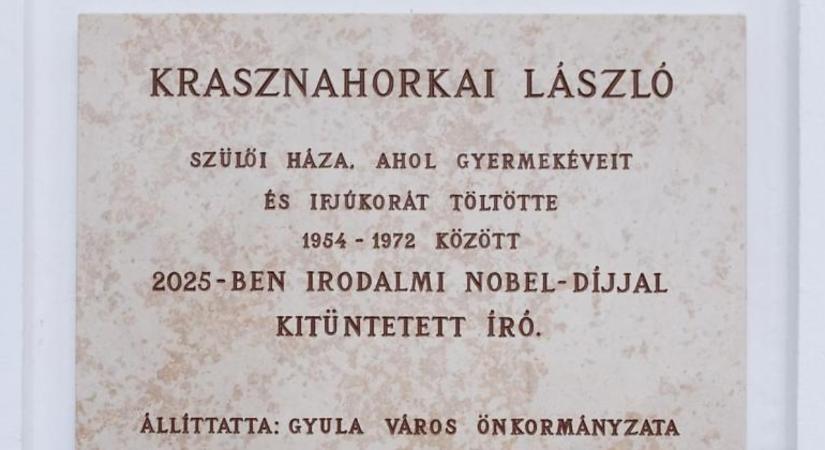 KRASZNAHORKAI LÁSZLÓ
SZÜLŐI HÁZA, AHOL GYERMEKÉVEIT
ÉS IFJÚKORÁT TÖLTÖTTE
1954 - 1972 KÖZÖTT
2025-BEN IRODALMI NOBEL-DÍJJAL
KITÜNTETETT ÍRÓ.
ÁLLÍTTATTA: GYULA VÁROS ÖNKORMÁNYZATA